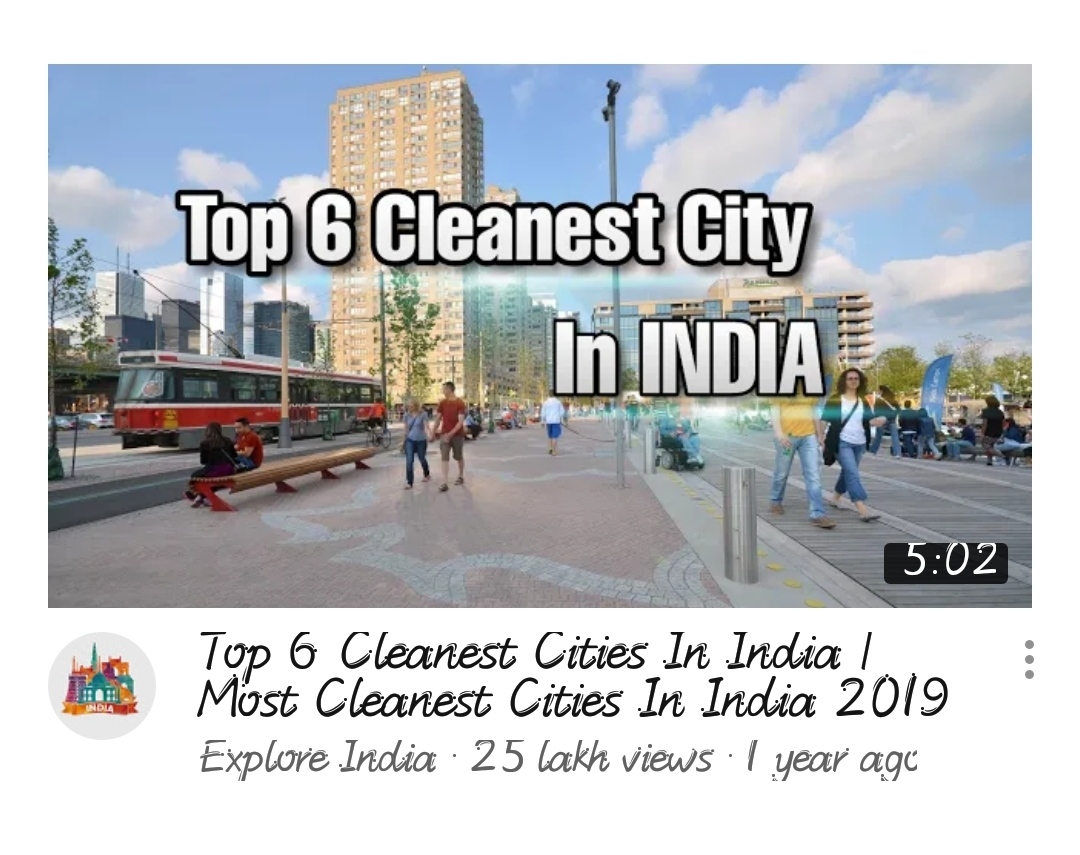 Top 6 Cleanest City
In INDIA
5:02
Top 6 Cleanest Cities In India |
Most Cleanest Cities In India 2019
INDIA
Explore India · 25 lakh views · 1 year ago